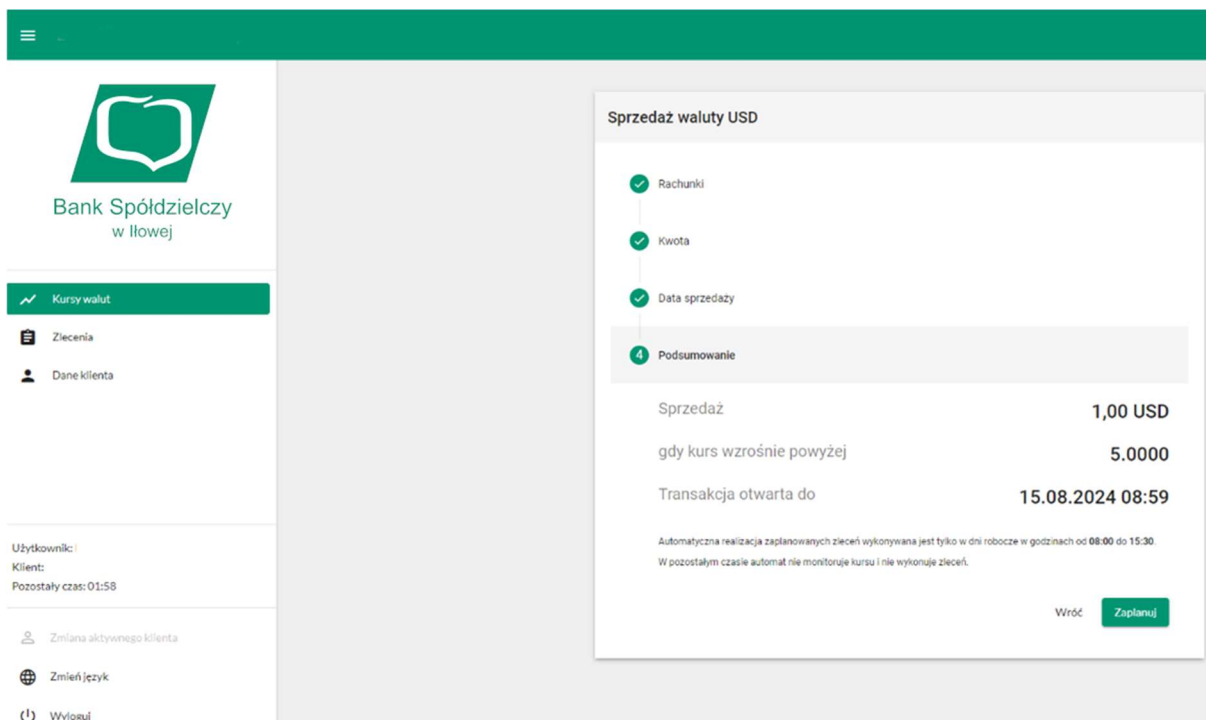 Bank Spółdzielczy
w Iłowej
Kursy walut
Zlecenia
Dane klienta
Użytkownik:
Klient:
Pozostały czas: 01:58
Zmiana aktywnego klienta
Zmień język
Wyloguj
Sprzedaż waluty USD
Rachunki
Kwota
Data sprzedaży
4 Podsumowanie
Sprzedaż 1,00 USD
gdy kurs wzrośnie powyżej 5.0000
Transakcja otwarta do 15.08.2024 08:59
Automatyczna realizacja zaplanowanych zleceń wykonywana jest tylko w dni robocze w godzinach od 08:00 do 15:30.
W pozostałym czasie automat nie monitoruje kursu i nie wykonuje zleceń.
Wróć Zaplanuj